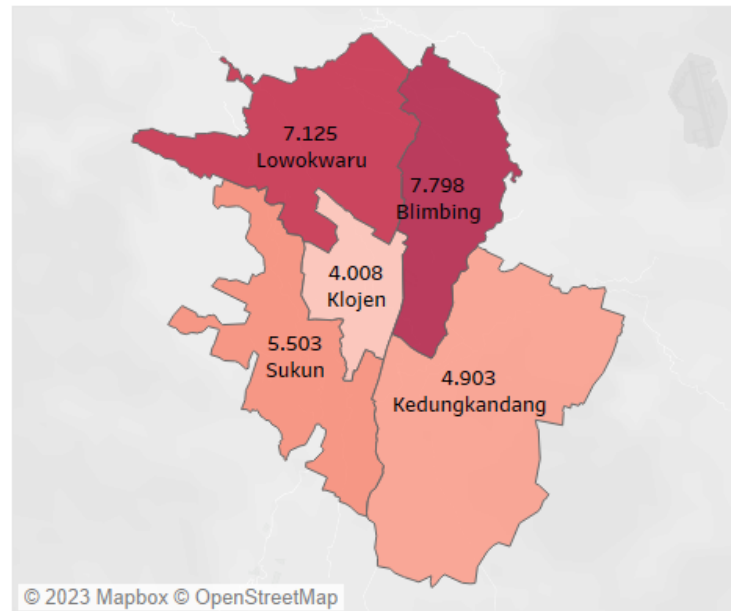 7.125
Lowokwaru
7.798
Blimbing
4.008
Klojen
5.503
Sukun
4.903
Kedungkandang
© 2023 Mapbox © OpenStreetMap